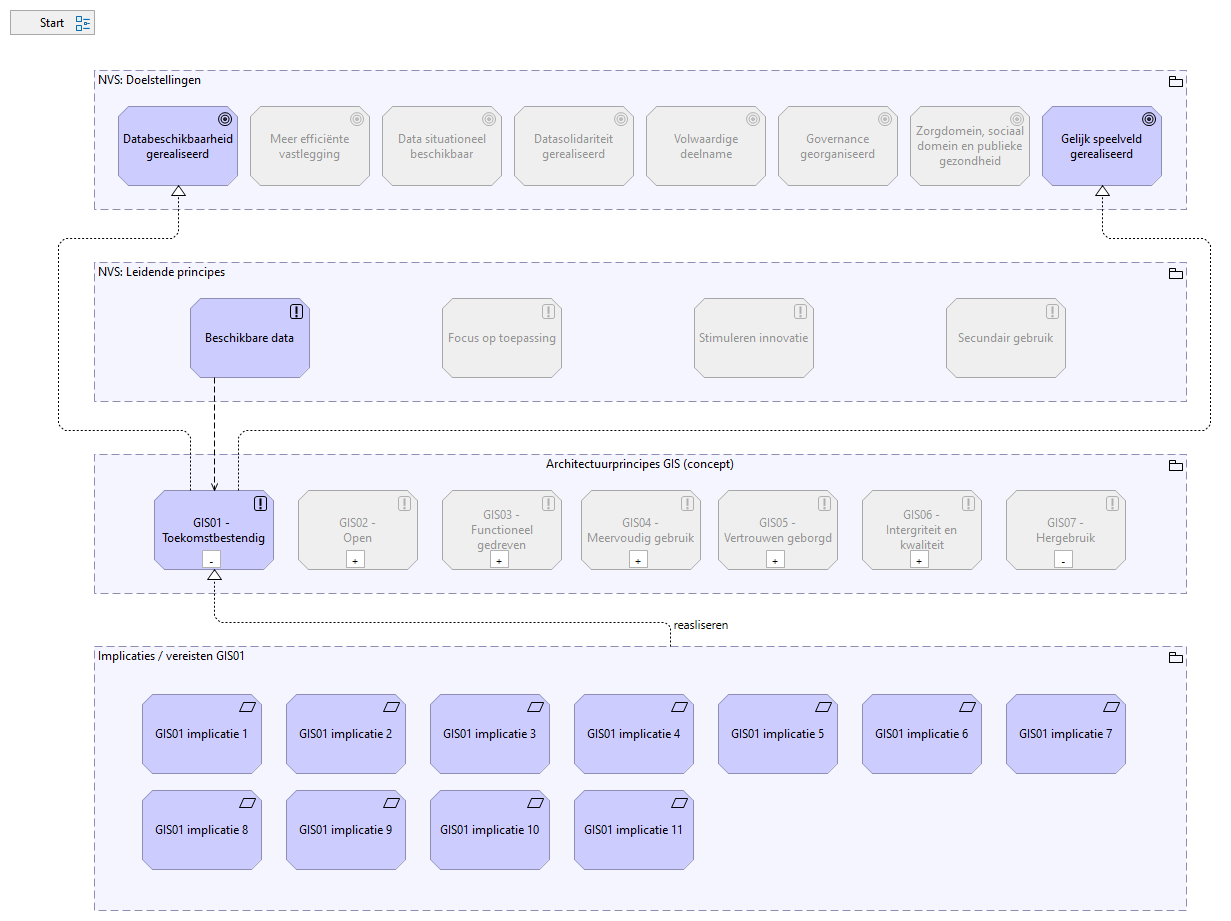 Start
NVS: Doelstellingen
Databeschikbaarheid
gerealiseerd
Meer efficiënte
vastlegging
Data situationeel
beschikbaar
Datasolidariteit
gerealiseerd
Volwaardige
deelname
Governance
georganiseerd
Zorgdomein, sociaal
domein en publieke
gezondheid
Gelijk speelveld
gerealiseerd
NVS: Leidende principes
Beschikbare data
Focus op toepassing
Stimuleren innovatie
Secundair gebruik
Architectuurprincipes GIS (concept)
GIS01 -
Toekomstbestendig
-
GIS02 -
Open
+
GIS03 -
Functioneel
gedreven
+
GIS04 -
Meervoudig gebruik
+
GIS05 -
Vertrouwen geborgd
+
GIS06 -
Intergriteit en
kwaliteit
+
GIS07 -
Hergebruik
-
reasliseren
Implicaties / vereisten GIS01
GIS01 implicatie 1
GIS01 implicatie 2
GIS01 implicatie 3
GIS01 implicatie 4
GIS01 implicatie 5
GIS01 implicatie 6
GIS01 implicatie 7
GIS01 implicatie 8
GIS01 implicatie 9
GIS01 implicatie 10
GIS01 implicatie 11